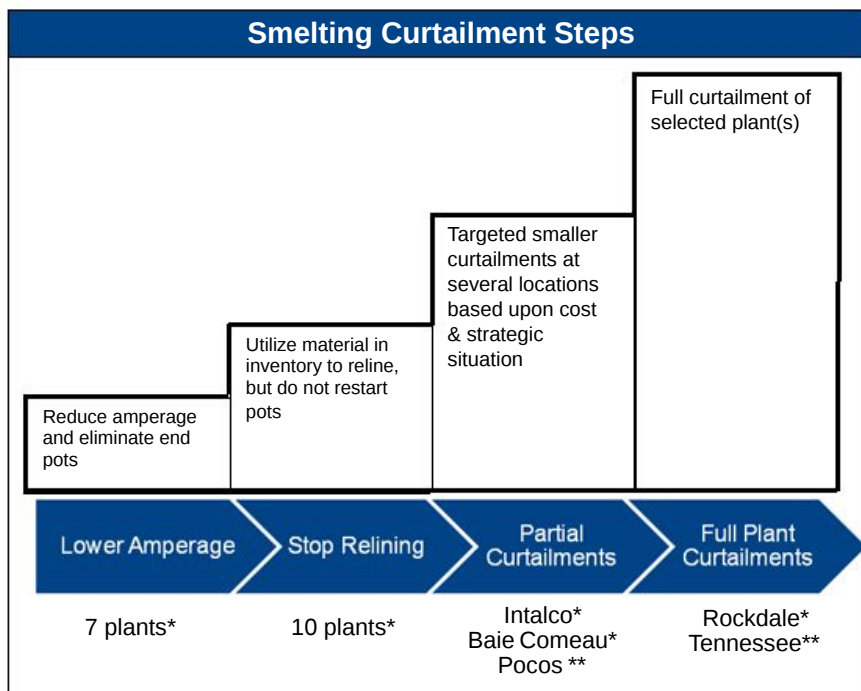 Smelting Curtailment Steps
Full curtailment of
selected plant(s)
Targeted smaller
curtailments at
several locations
based upon cost
& strategic
situation
Utilize material in
inventory to reline,
but do not restart
pots
Reduce amperage
and eliminate end
pots
Lower Amperage
Stop Relining
Partial
Curtailments
Full Plant
Curtailments
7 plants*
10 plants*
Intalco*
Baie Comeau*
Pocos **
Rockdale*
Tennessee**